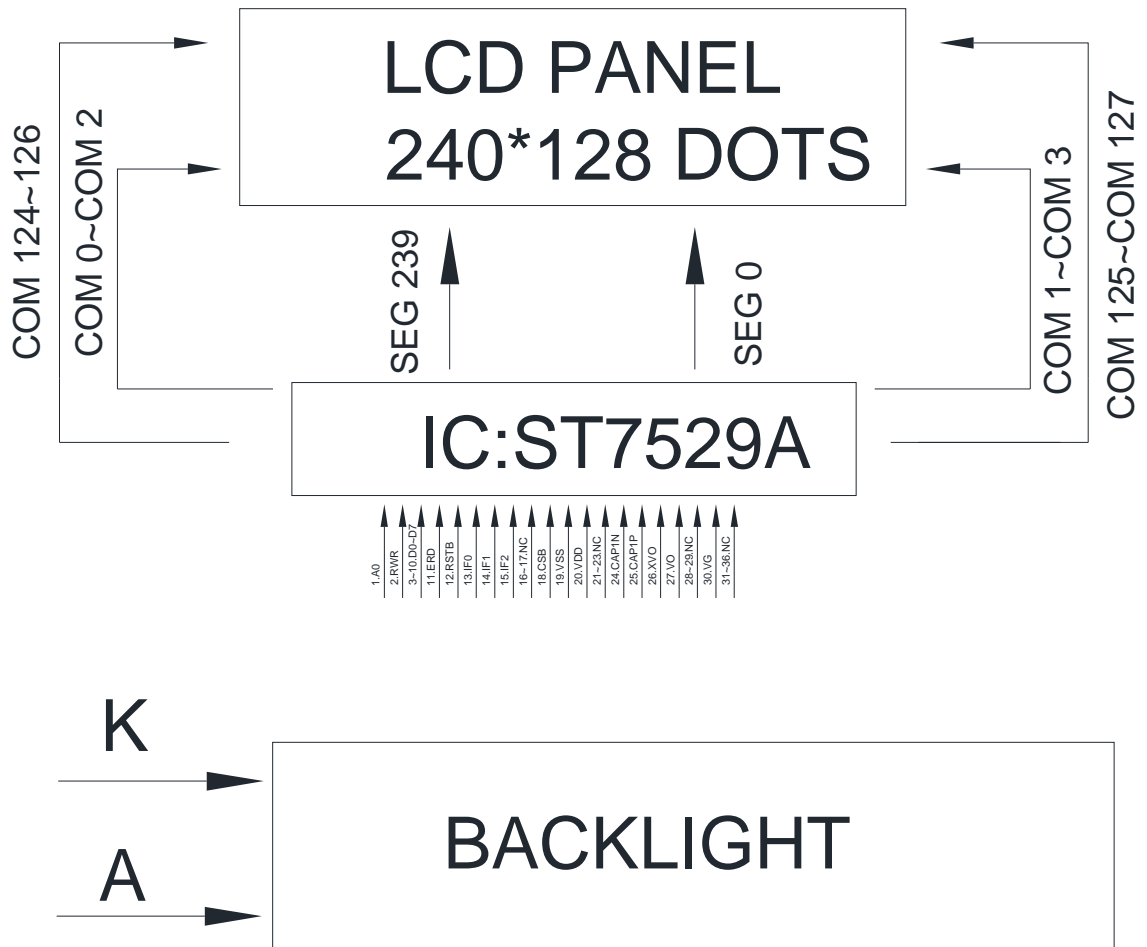 LCD PANEL
240*128 DOTS
COM 124~126
COM 0~COM 2
SEG 239
SEG 0
COM 1~COM 3
COM 125~COM 127
IC:ST7529A
1.A0
2.RWR
3~10.D0~D7
11.ERD
12.RSTB
13.IF0
14.IF1
15.IF2
16~17.NC
18.CSB
19.VSS
20.VDD
21~23.NC
24.CAP1N
25.CAP1P
26.XVO
27.VO
28~29.NC
30.VG
31~36.NC
K
A
BACKLIGHT